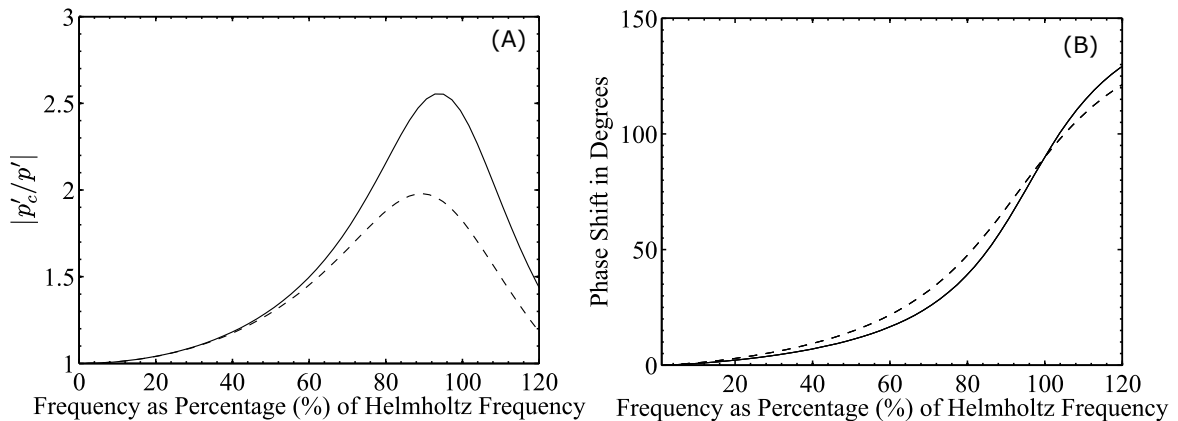 3
2.5
2
1.5
1
(A)
|p′c/p′|
0 20 40 60 80 100 120
Frequency as Percentage (%) of Helmholtz Frequency
150
100
50
0
(B)
Phase Shift in Degrees
20 40 60 80 100 120
Frequency as Percentage (%) of Helmholtz Frequency